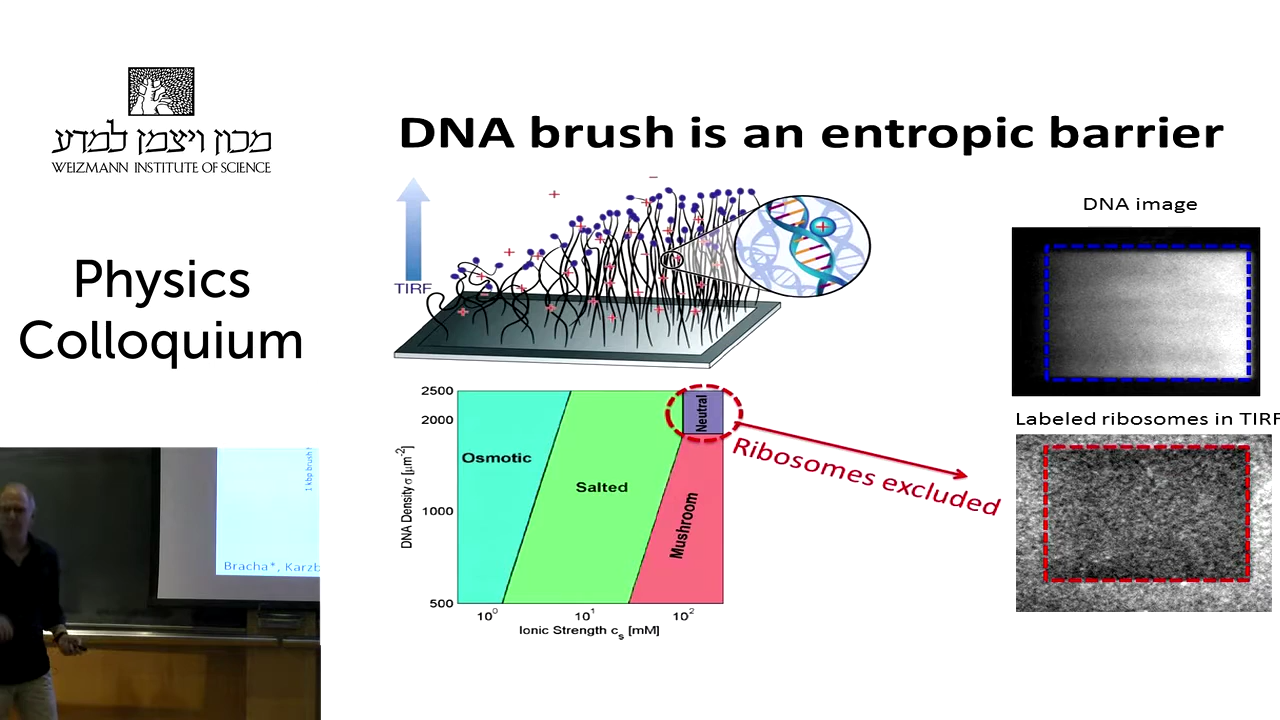 מכון ויצמן למדע
WEIZMANN INSTITUTE OF SCIENCE
Physics
Colloquium
DNA brush is an entropic barrier
TIRF
DNA image
Labeled ribosomes in TIRF
Ribosomes excluded
DNA Density σ [μm⁻²]
2500
2000
1000
500
Osmotic
Salted
Mushroom
Neutral
10⁰
10¹
10²
Ionic Strength cₛ [mM]
1 kbp brush
Bracha*, Karzb